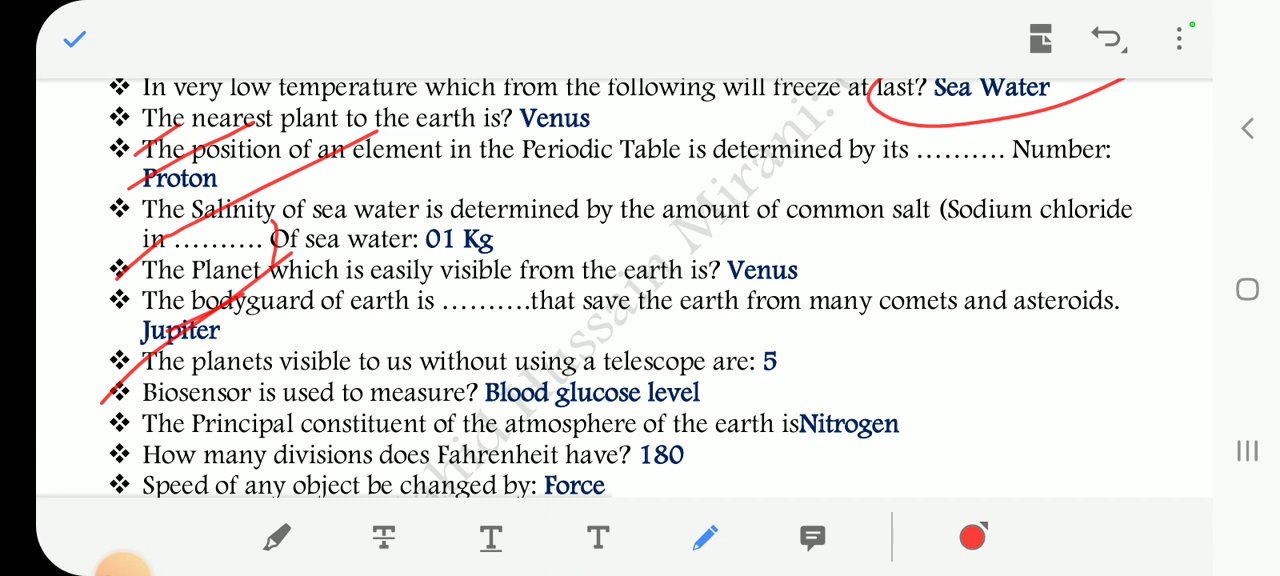 ❖ In very low temperature which from the following will freeze at last? Sea Water
❖ The nearest plant to the earth is? Venus
❖ The position of an element in the Periodic Table is determined by its ………. Number:
Proton
❖ The Salinity of sea water is determined by the amount of common salt (Sodium chloride
in ………. Of sea water: 01 Kg
❖ The Planet which is easily visible from the earth is? Venus
❖ The bodyguard of earth is ……….that save the earth from many comets and asteroids.
Jupiter
❖ The planets visible to us without using a telescope are: 5
❖ Biosensor is used to measure? Blood glucose level
❖ The Principal constituent of the atmosphere of the earth isNitrogen
❖ How many divisions does Fahrenheit have? 180
❖ Speed of any object be changed by: Force
Hussain Mirani: